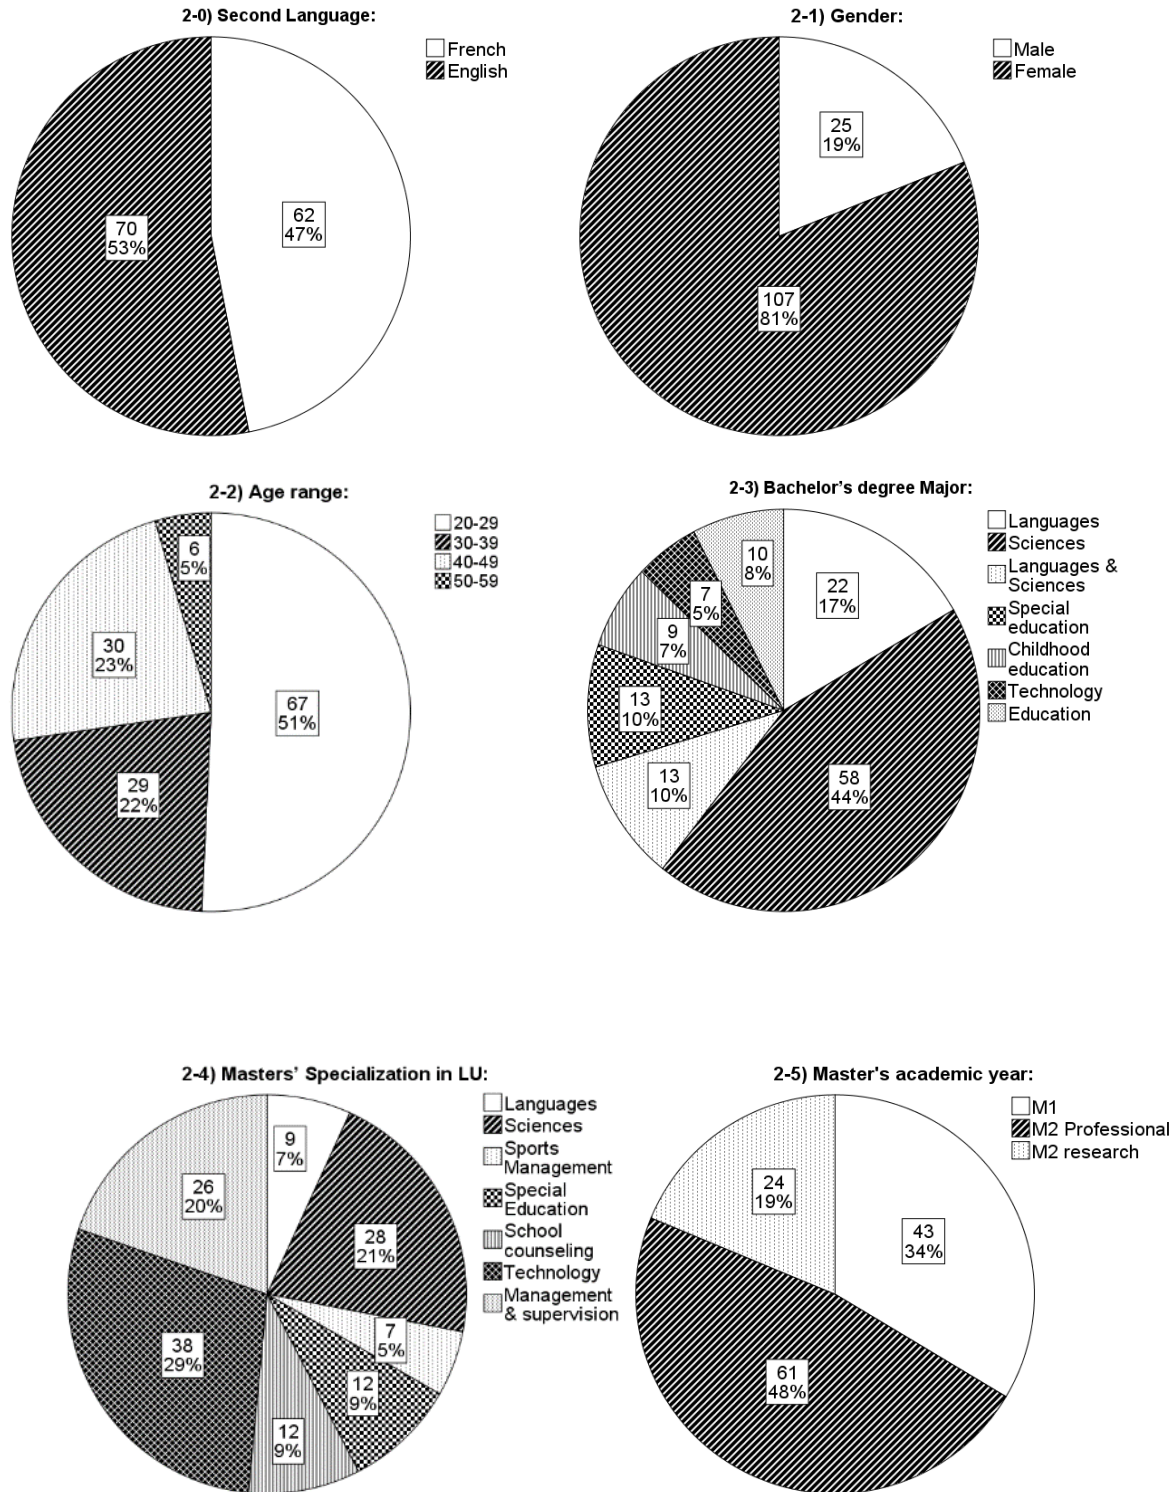 2-0) Second Language:
French
English
62
47%
70
53%
2-1) Gender:
Male
Female
25
19%
107
81%
2-2) Age range:
20-29
30-39
40-49
50-59
6
5%
30
23%
67
51%
29
22%
2-3) Bachelor's degree Major:
Languages
Sciences
Languages &
Sciences
Special
education
Childhood
education
Technology
Education
10
8%
22
17%
7
5%
9
7%
13
10%
13
10%
58
44%
2-4) Masters' Specialization in LU:
Languages
Sciences
Sports
Management
Special
Education
School
counseling
Technology
Management
& supervision
9
7%
26
20%
28
21%
7
5%
38
29%
12
9%
12
9%
2-5) Master's academic year:
M1
M2 Professional
M2 research
24
19%
43
34%
61
48%